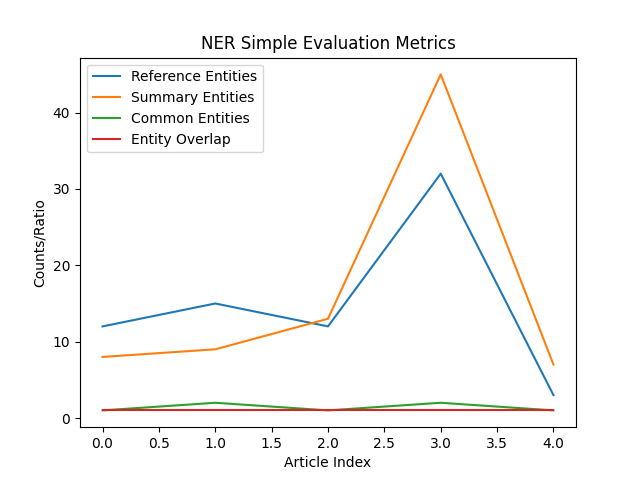 NER Simple Evaluation Metrics
Reference Entities
Summary Entities
Common Entities
Entity Overlap
Counts/Ratio
40
30
20
10
0
0.0 0.5 1.0 1.5 2.0 2.5 3.0 3.5 4.0
Article Index